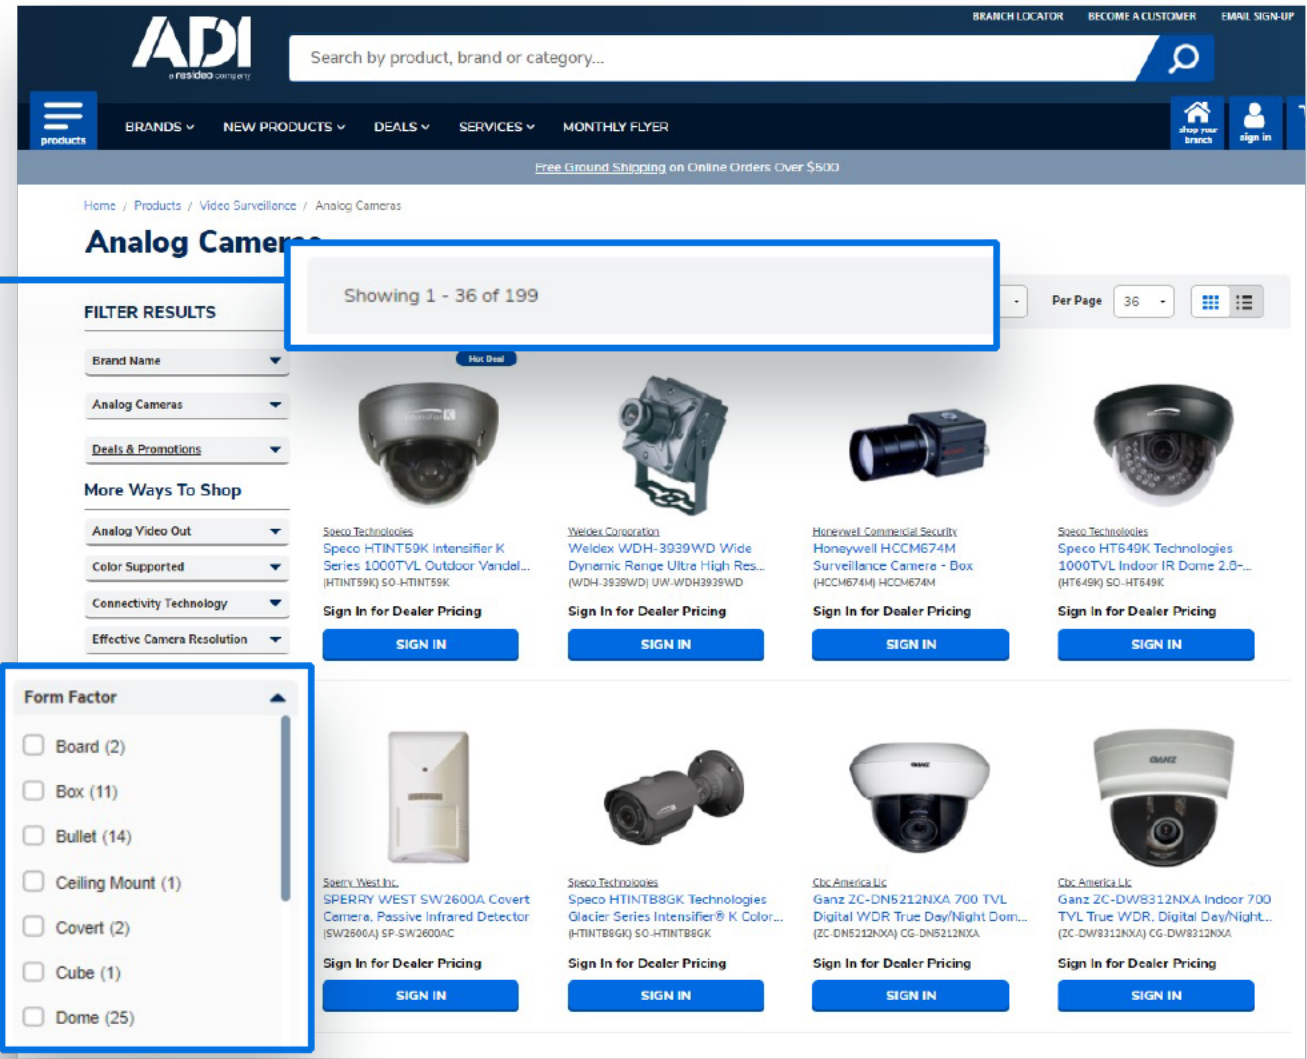 BRANCH LOCATOR BECOME A CUSTOMER EMAIL SIGN-UP
ADI
a resideo company
Search by product, brand or category...
products
BRANDS NEW PRODUCTS DEALS SERVICES MONTHLY FLYER
shop your branch
sign in
Free Ground Shipping on Online Orders Over $500
Home / Products / Video Surveillance / Analog Cameras
Analog Cameras
Showing 1 - 36 of 199
Per Page 36
FILTER RESULTS
Brand Name
Analog Cameras
Deals & Promotions
More Ways To Shop
Analog Video Out
Color Supported
Connectivity Technology
Effective Camera Resolution
Form Factor
Board (2)
Box (11)
Bullet (14)
Ceiling Mount (1)
Covert (2)
Cube (1)
Dome (25)
Hot Deal
Speco Technologies
Speco HTINT59K Intensifier K
Series 1000TVL Outdoor Vandal...
(HTINT59K) SO-HTINT59K
Sign In for Dealer Pricing
SIGN IN
Weldex Corporation
Weldex WDH-3939WD Wide
Dynamic Range Ultra High Res...
(WDH-3939WD) UW-WDH3939WD
Sign In for Dealer Pricing
SIGN IN
Honeywell Commercial Security
Honeywell HCCM674M
Surveillance Camera - Box
(HCCM674M) HCCM674M
Sign In for Dealer Pricing
SIGN IN
Speco Technologies
Speco HT649K Technologies
1000TVL Indoor IR Dome 2.8-...
(HT649K) SO-HT649K
Sign In for Dealer Pricing
SIGN IN
Sperry West Inc.
SPERRY WEST SW2600A Covert
Camera, Passive Infrared Detector
(SW2600A) SP-SW2600AC
Sign In for Dealer Pricing
SIGN IN
Speco Technologies
Speco HTINTB8GK Technologies
Glacier Series Intensifier® K Color...
(HTINTB8GK) SO-HTINTB8GK
Sign In for Dealer Pricing
SIGN IN
GANZ
Cbc America Llc
Ganz ZC-DN5212NXA 700 TVL
Digital WDR True Day/Night Dom...
(ZC-DN5212NXA) CG-DN5212NXA
Sign In for Dealer Pricing
SIGN IN
GANZ
Cbc America Llc
Ganz ZC-DW8312NXA Indoor 700
TVL True WDR, Digital Day/Night...
(ZC-DW8312NXA) CG-DW8312NXA
Sign In for Dealer Pricing
SIGN IN